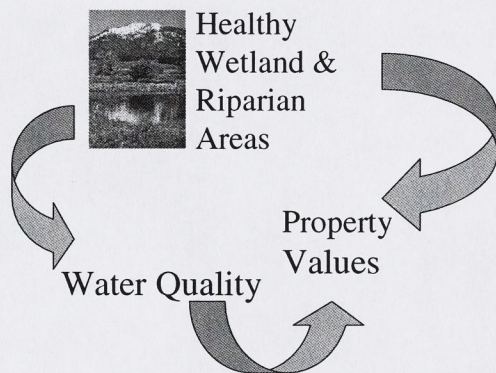 Healthy
Wetland &
Riparian
Areas
Property
Values
Water Quality